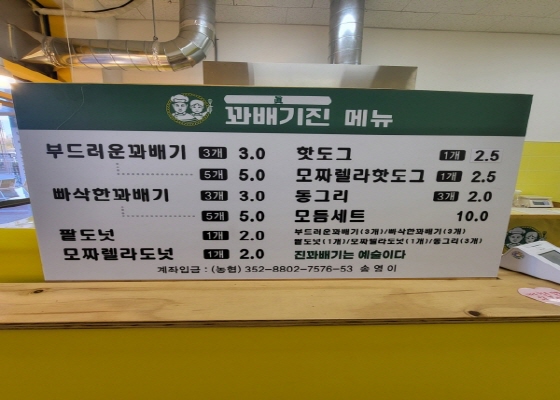 꽈배기진 메뉴
부드러운꽈배기 3개 3.0
5개 5.0
빠삭한꽈배기 3개 3.0
5개 5.0
팥도넛 1개 2.0
모짜렐라도넛 1개 2.0
핫도그 1개 2.5
모짜렐라핫도그 1개 2.5
동그리 3개 2.0
모듬세트 10.0
부드러운꽈배기(3개)/빠삭한꽈배기(3개)
팥도넛(1개)/모짜렐라도넛(1개)/동그리(3개)
진꽈배기는 예술이다
계좌입금 : (농협) 352-8802-7576-53 송영이